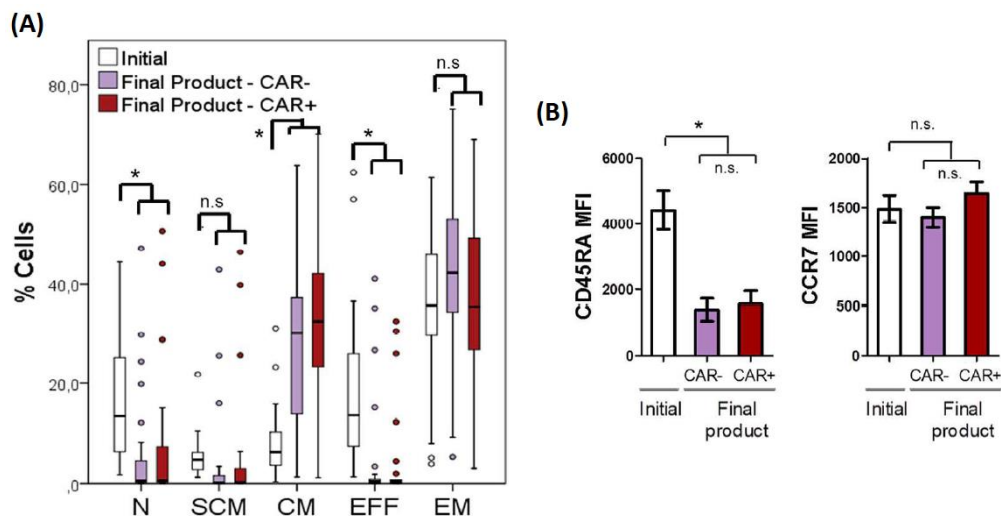 (A)
Initial
Final Product - CAR-
Final Product - CAR+
n.s
*
*
*
n.s
80,0
60,0
40,0
20,0
,0
% Cells
N SCM CM EFF EM
(B)
*
n.s.
6000
4000
2000
0
CD45RA MFI
CAR- CAR+
Initial Final
product
n.s.
n.s.
2000
1500
1000
500
0
CCR7 MFI
CAR- CAR+
Initial Final
product